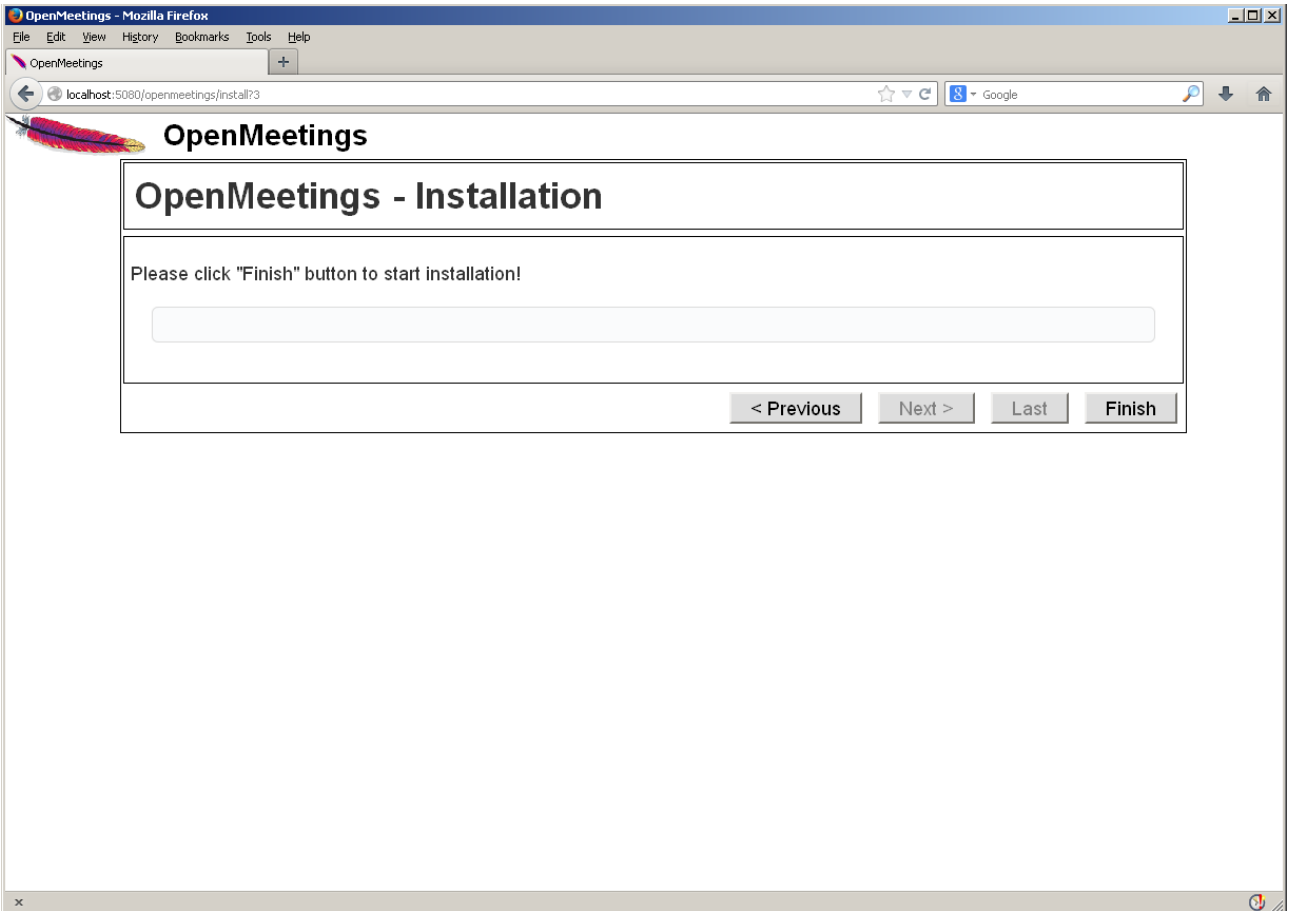 OpenMeetings - Mozilla Firefox
File Edit View History Bookmarks Tools Help
OpenMeetings +
localhost:5080/openmeetings/install?3
8 Google
OpenMeetings
OpenMeetings - Installation
Please click "Finish" button to start installation!
< Previous Next > Last Finish